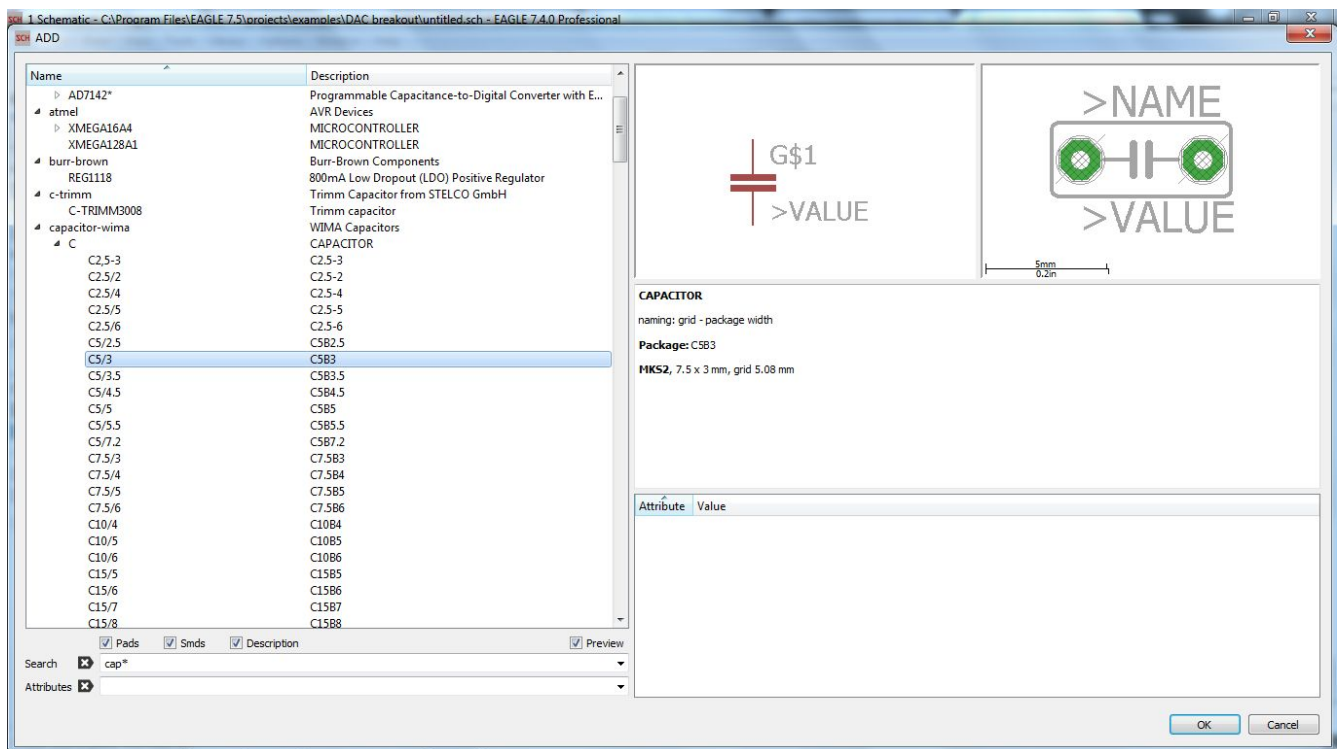 1 Schematic - C:\Program Files\EAGLE 7.5\projects\examples\DAC breakout\untitled.sch - EAGLE 7.4.0 Professional
SCH ADD
Name Description
AD7142* Programmable Capacitance-to-Digital Converter with E...
atmel AVR Devices
XMEGA16A4 MICROCONTROLLER
XMEGA128A1 MICROCONTROLLER
burr-brown Burr-Brown Components
REG1118 800mA Low Dropout (LDO) Positive Regulator
c-trimm Trimm Capacitor from STELCO GmbH
C-TRIMM3008 Trimm capacitor
capacitor-wima WIMA Capacitors
C CAPACITOR
C2,5-3 C2.5-3
C2.5/2 C2.5-2
C2.5/4 C2.5-4
C2.5/5 C2.5-5
C2.5/6 C2.5-6
C5/2.5 C5B2.5
C5/3 C5B3
C5/3.5 C5B3.5
C5/4.5 C5B4.5
C5/5 C5B5
C5/5.5 C5B5.5
C5/7.2 C5B7.2
C7.5/3 C7.5B3
C7.5/4 C7.5B4
C7.5/5 C7.5B5
C7.5/6 C7.5B6
C10/4 C10B4
C10/5 C10B5
C10/6 C10B6
C15/5 C15B5
C15/6 C15B6
C15/7 C15B7
C15/8 C15B8
Pads Smds Description Preview
Search cap*
Attributes
G$1
>VALUE
>NAME
>VALUE
5mm
0.2in
CAPACITOR
naming: grid - package width
Package: C5B3
MKS2, 7.5 x 3 mm, grid 5.08 mm
Attribute Value
OK Cancel